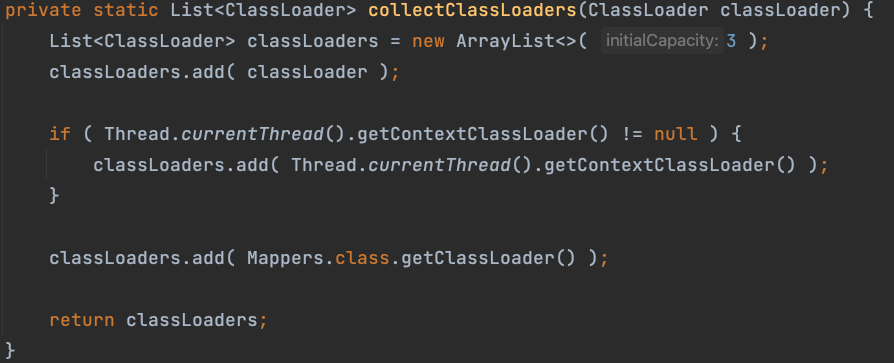 private static List<ClassLoader> collectClassLoaders(ClassLoader classLoader) {
    List<ClassLoader> classLoaders = new ArrayList<>( initialCapacity: 3 );
    classLoaders.add( classLoader );

    if ( Thread.currentThread().getContextClassLoader() != null ) {
        classLoaders.add( Thread.currentThread().getContextClassLoader() );
    }

    classLoaders.add( Mappers.class.getClassLoader() );

    return classLoaders;
}